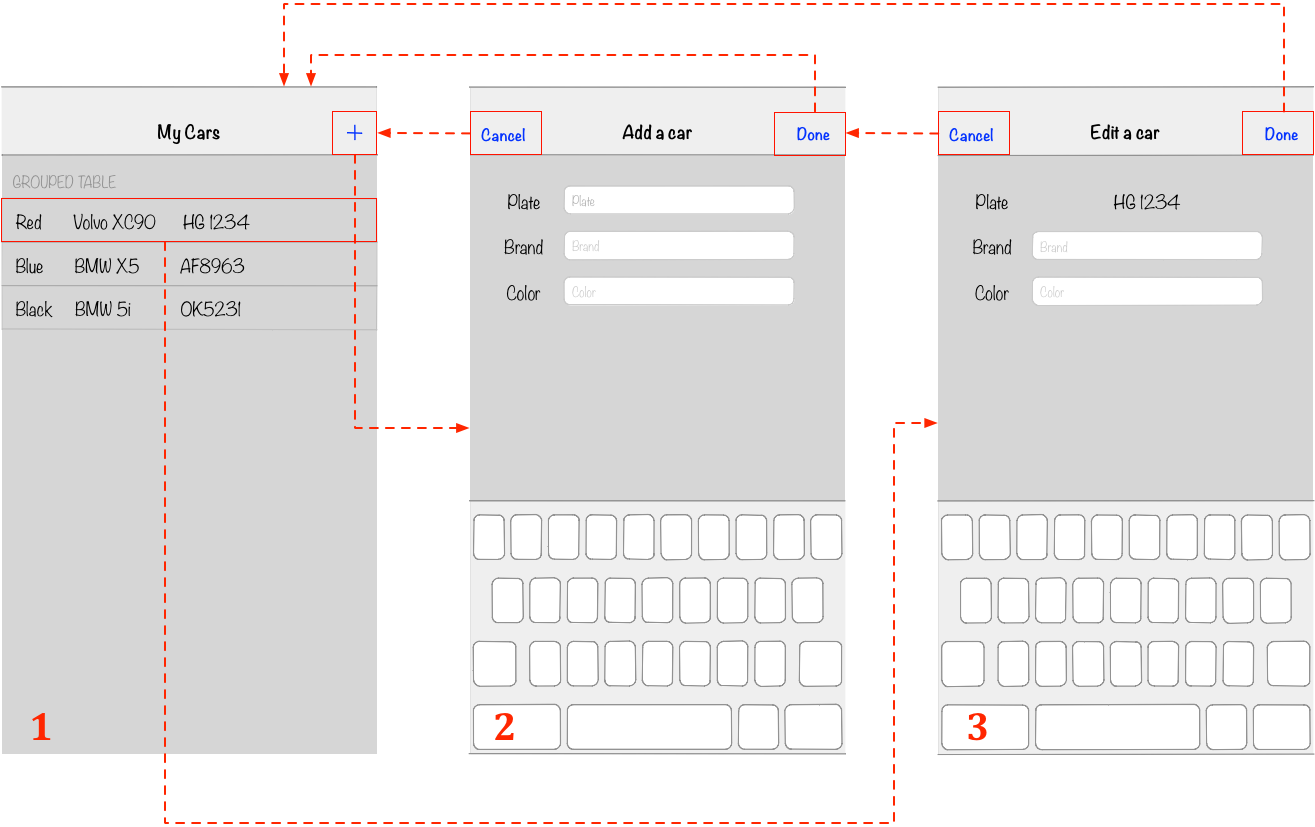 My Cars
+
GROUPED TABLE
Red Volvo XC90 HG 1234
Blue BMW X5 AF8963
Black BMW 5i OK5231
1
Cancel Add a car Done
Plate Plate
Brand Brand
Color Color
2
Cancel Edit a car Done
Plate HG 1234
Brand Brand
Color Color
3